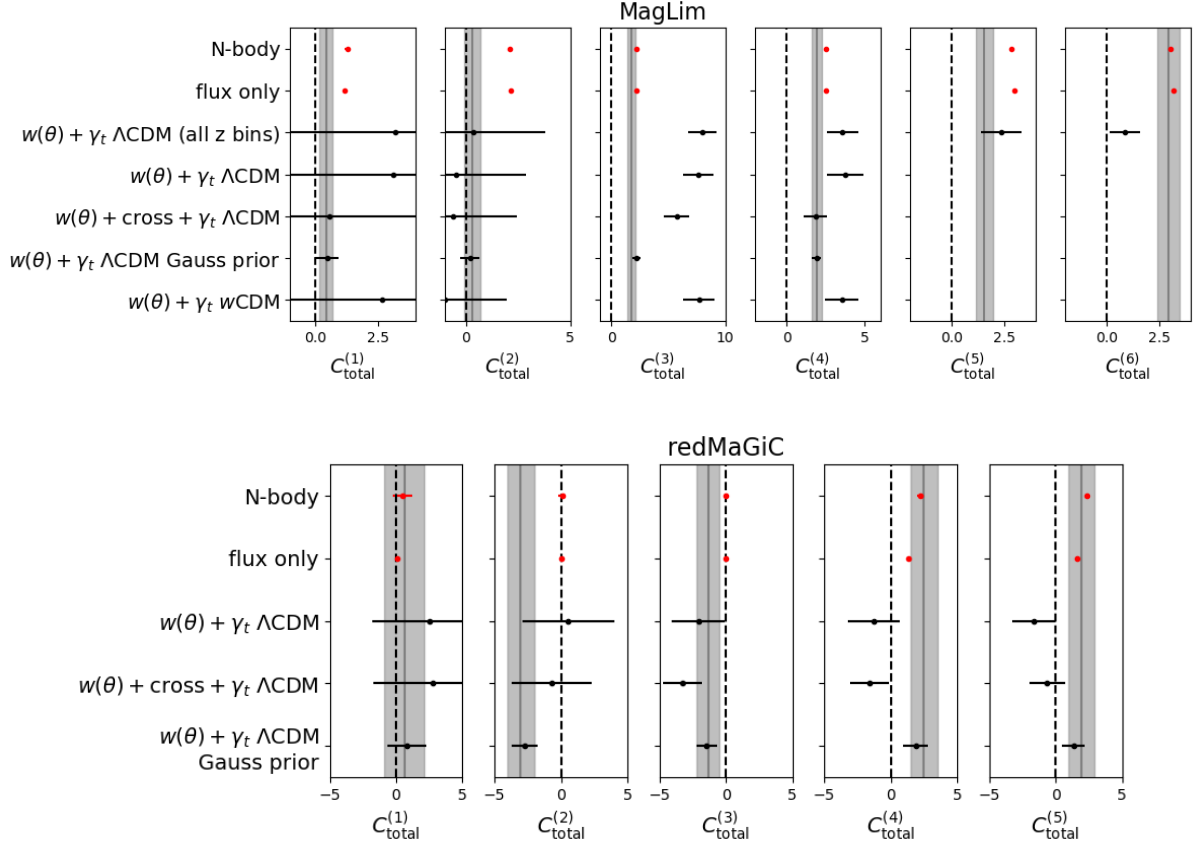 MagLim
N-body
flux only
w(θ) + γ_t ΛCDM (all z bins)
w(θ) + γ_t ΛCDM
w(θ) + cross + γ_t ΛCDM
w(θ) + γ_t ΛCDM Gauss prior
w(θ) + γ_t wCDM
0.0 2.5 0 5 0 10 0 5 0.0 2.5 0.0 2.5
C_total^(1) C_total^(2) C_total^(3) C_total^(4) C_total^(5) C_total^(6)
redMaGiC
N-body
flux only
w(θ) + γ_t ΛCDM
w(θ) + cross + γ_t ΛCDM
w(θ) + γ_t ΛCDM
Gauss prior
−5 0 5 −5 0 5 −5 0 5 −5 0 5 −5 0 5
C_total^(1) C_total^(2) C_total^(3) C_total^(4) C_total^(5)